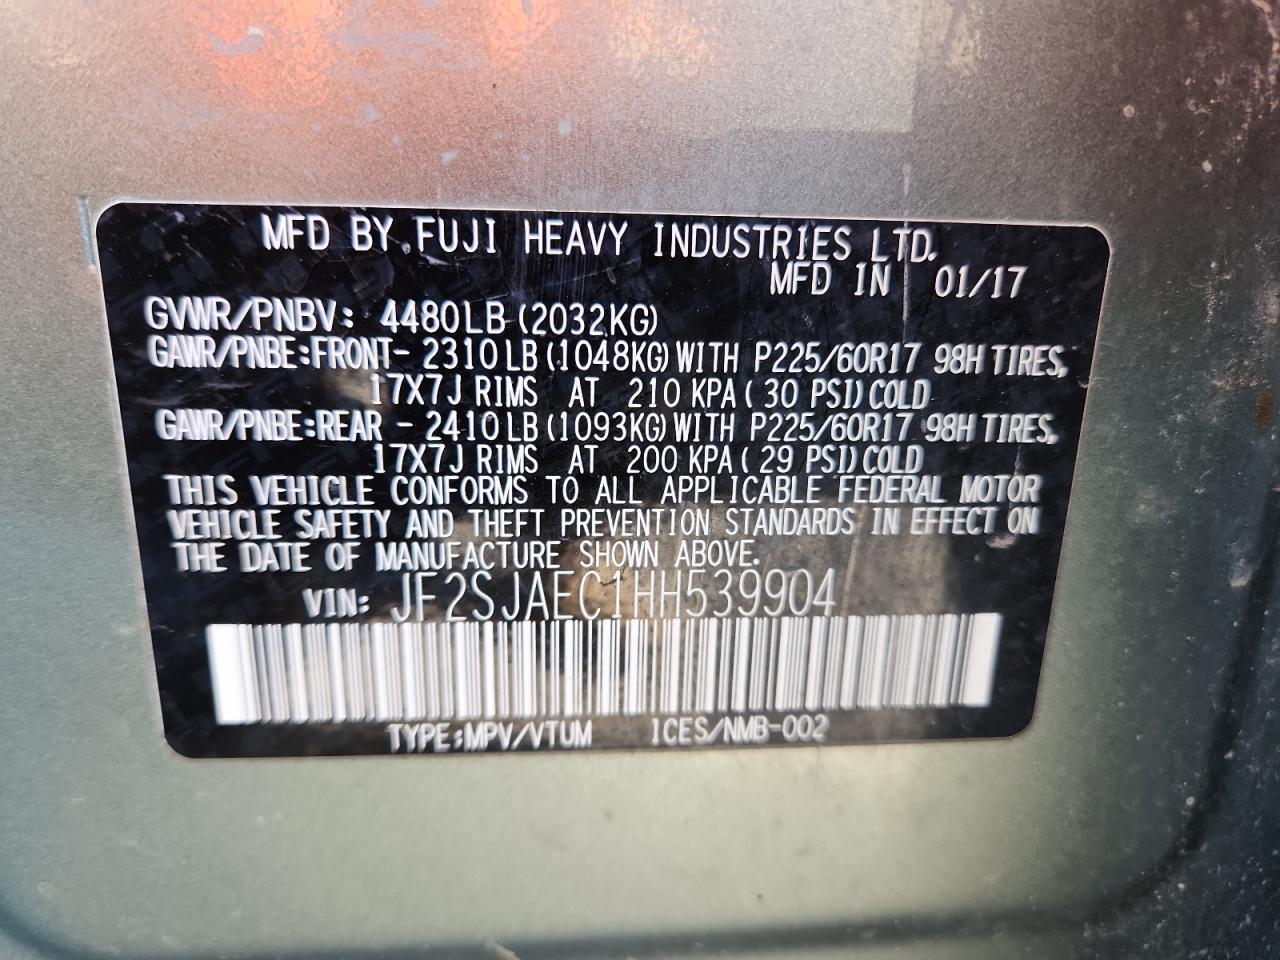 MFD BY FUJI HEAVY INDUSTRIES LTD.
MFD IN 01/17
GVWR/PNBV: 4480LB (2032KG)
GAWR/PNBE:FRONT- 2310LB (1048KG) WITH P225/60R17 98H TIRES,
17X7J RIMS AT 210 KPA (30 PSI) COLD
GAWR/PNBE:REAR - 2410LB (1093KG) WITH P225/60R17 98H TIRES,
17X7J RIMS AT 200 KPA (29 PSI) COLD
THIS VEHICLE CONFORMS TO ALL APPLICABLE FEDERAL MOTOR
VEHICLE SAFETY AND THEFT PREVENTION STANDARDS IN EFFECT ON
THE DATE OF MANUFACTURE SHOWN ABOVE.
VIN: JF2SJAEC1HH539904
TYPE:MPV/VTUM ICES/NMB-002